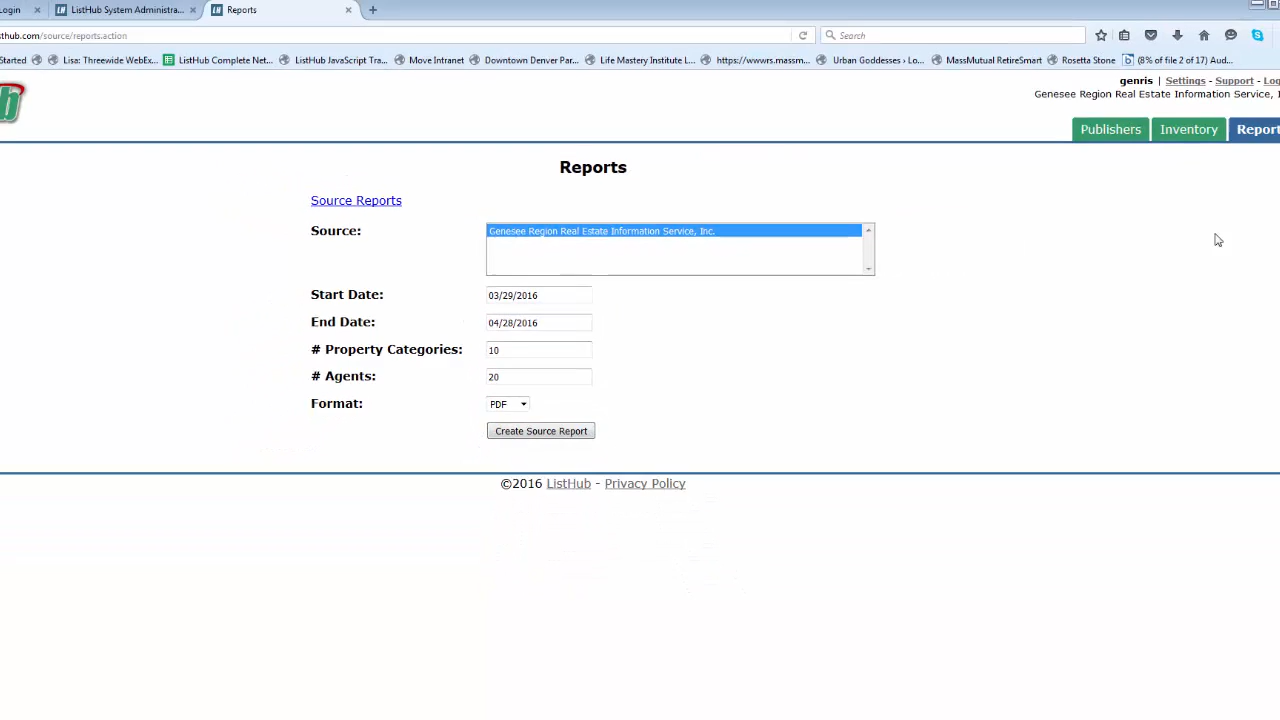 Login
ListHub System Administra...
Reports
sthub.com/source/reports.action
Search
Started
Lisa: Threewide WebEx...
ListHub Complete Net...
ListHub JavaScript Tra...
Move Intranet
Downtown Denver Par...
Life Mastery Institute L...
https://wwwrs.massm...
Urban Goddesses › Lo...
MassMutual RetireSmart
Rosetta Stone
(8% of file 2 of 17) Aud...
genris | Settings - Support - Log
Genesee Region Real Estate Information Service, I
Publishers
Inventory
Report
Reports
Source Reports
Source:
Genesee Region Real Estate Information Service, Inc.
Start Date:
03/29/2016
End Date:
04/28/2016
# Property Categories:
10
# Agents:
20
Format:
PDF
Create Source Report
©2016 ListHub - Privacy Policy